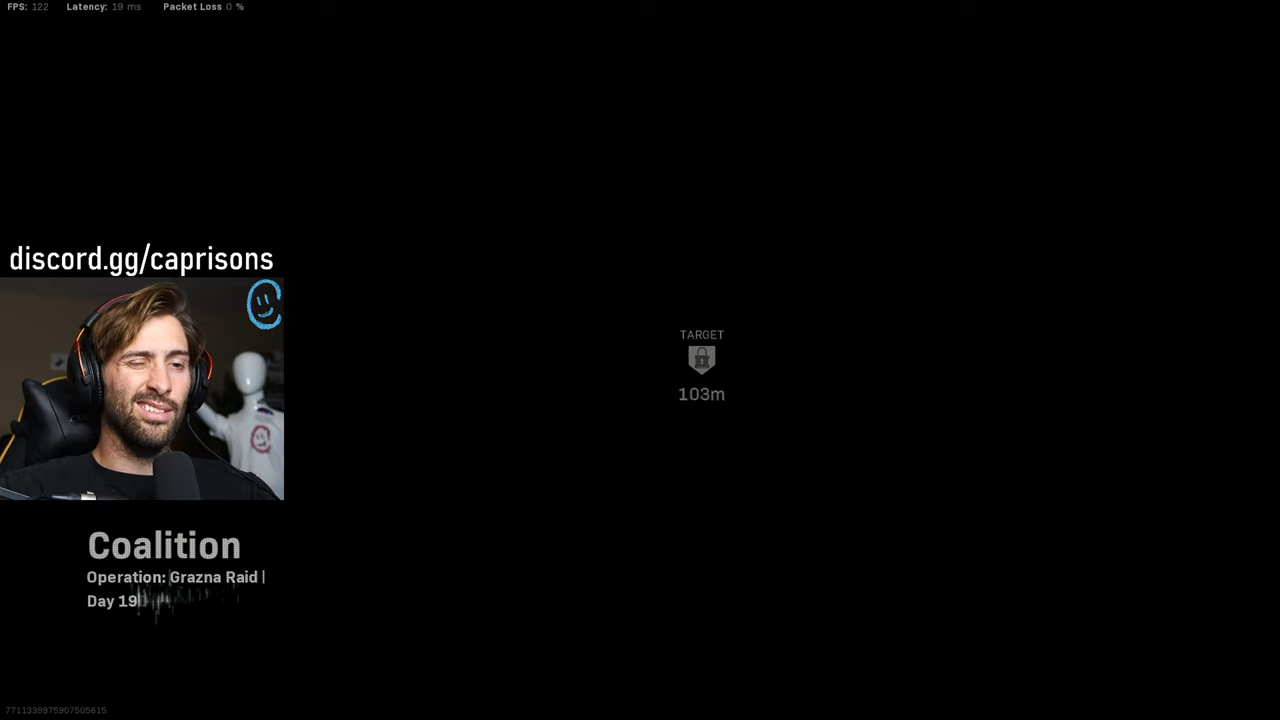 FPS: 122 Latency: 19 ms Packet Loss 0 %
discord.gg/caprisons
TARGET
103m
Coalition
Operation: Grazna Raid |
Day 19
7711339975907505615